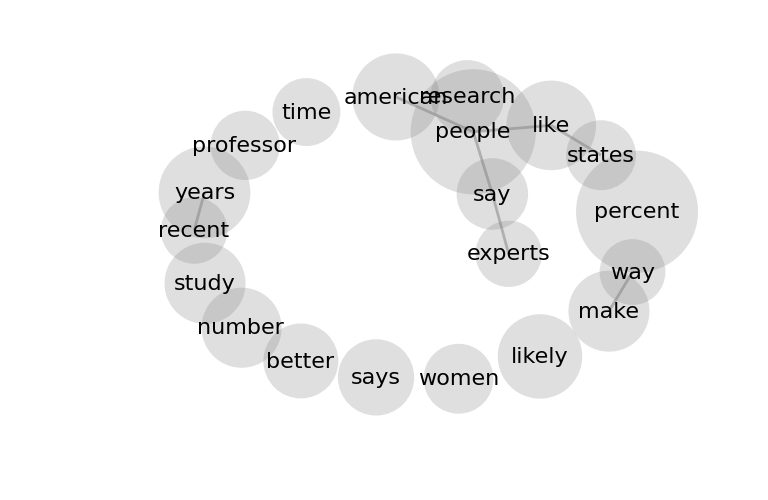 american
research
time
people
like
professor
states
years
say
percent
recent
experts
way
study
make
number
likely
better
says
women